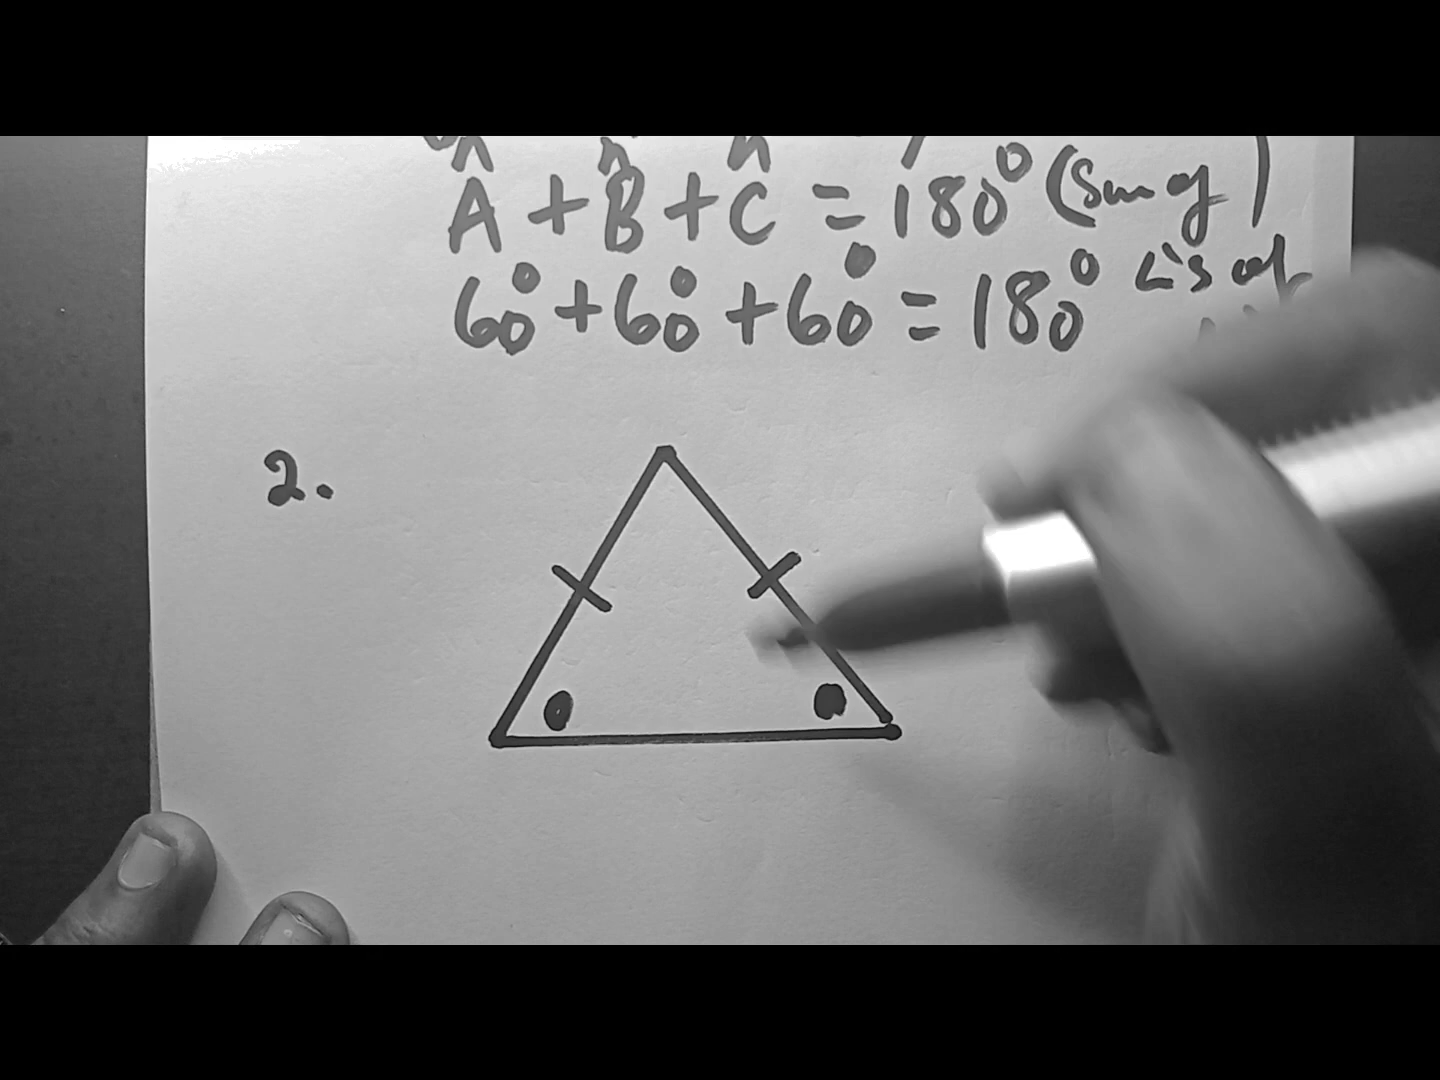 Â + B̂ + Ĉ = 180° (Sum of)
60° + 60° + 60° = 180° ∠'s of
2.